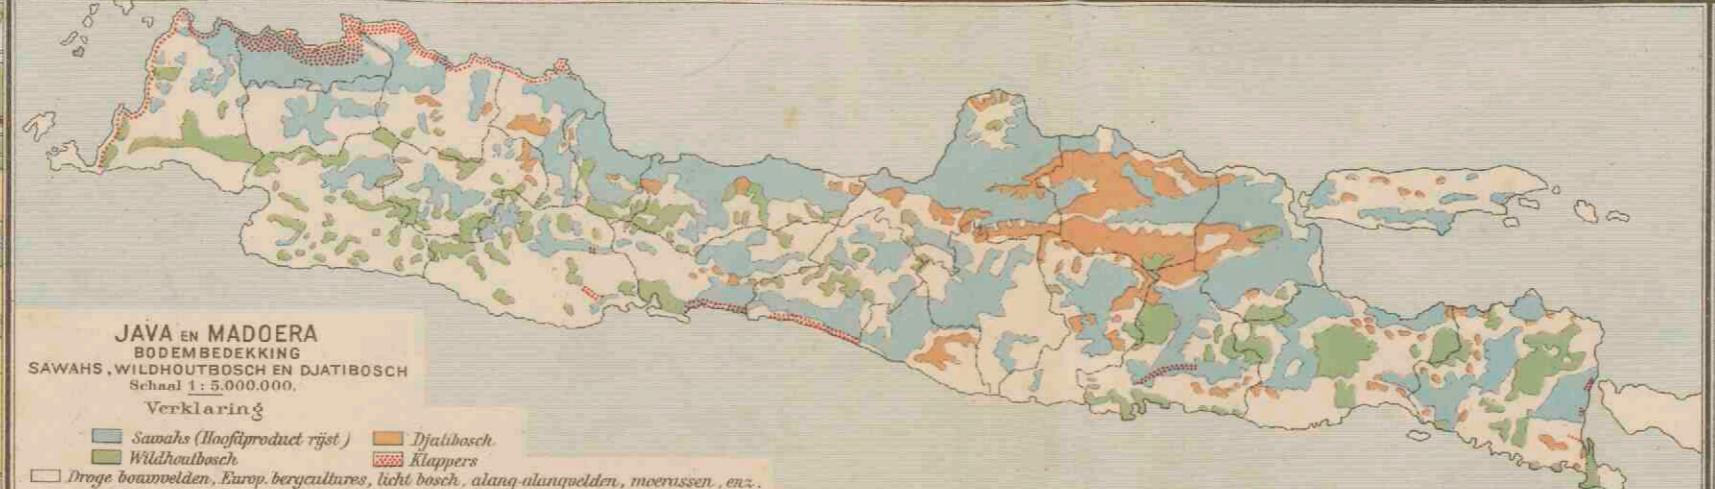 JAVA EN MADOERA
BODEMBEDEKKING
SAWAHS, WILDHOUTBOSCH EN DJATIBOSCH
Schaal 1 : 5.000.000.
Verklaring
Sawahs (Hoofdproduct rijst) Djatibosch
Wildhoutbosch Klappers
Droge bouwvelden, Europ. bergcultures, licht bosch, alang-alangvelden, moerassen, enz.